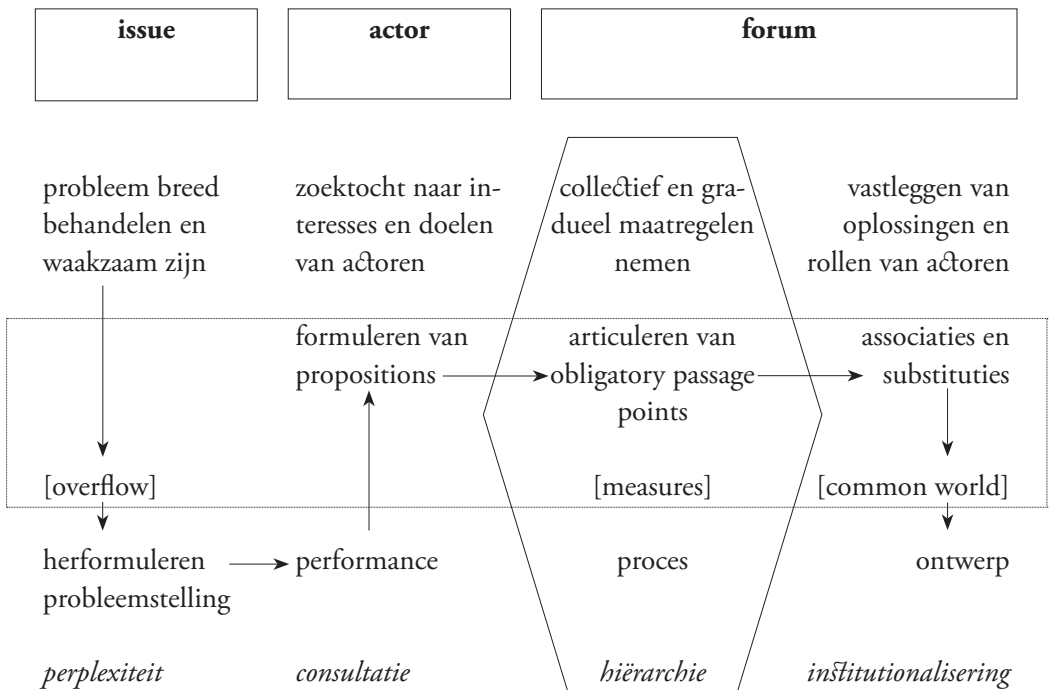 issue
actor
forum
probleem breed
behandelen en
waakzaam zijn
zoektocht naar in-
teresses en doelen
van actoren
collectief en gra-
dueel maatregelen
nemen
vastleggen van
oplossingen en
rollen van actoren
formuleren van
propositions
articuleren van
obligatory passage
points
associaties en
substituties
[overflow]
[measures]
[common world]
herformuleren
probleemstelling
performance
proces
ontwerp
perplexiteit
consultatie
hiërarchie
institutionalisering